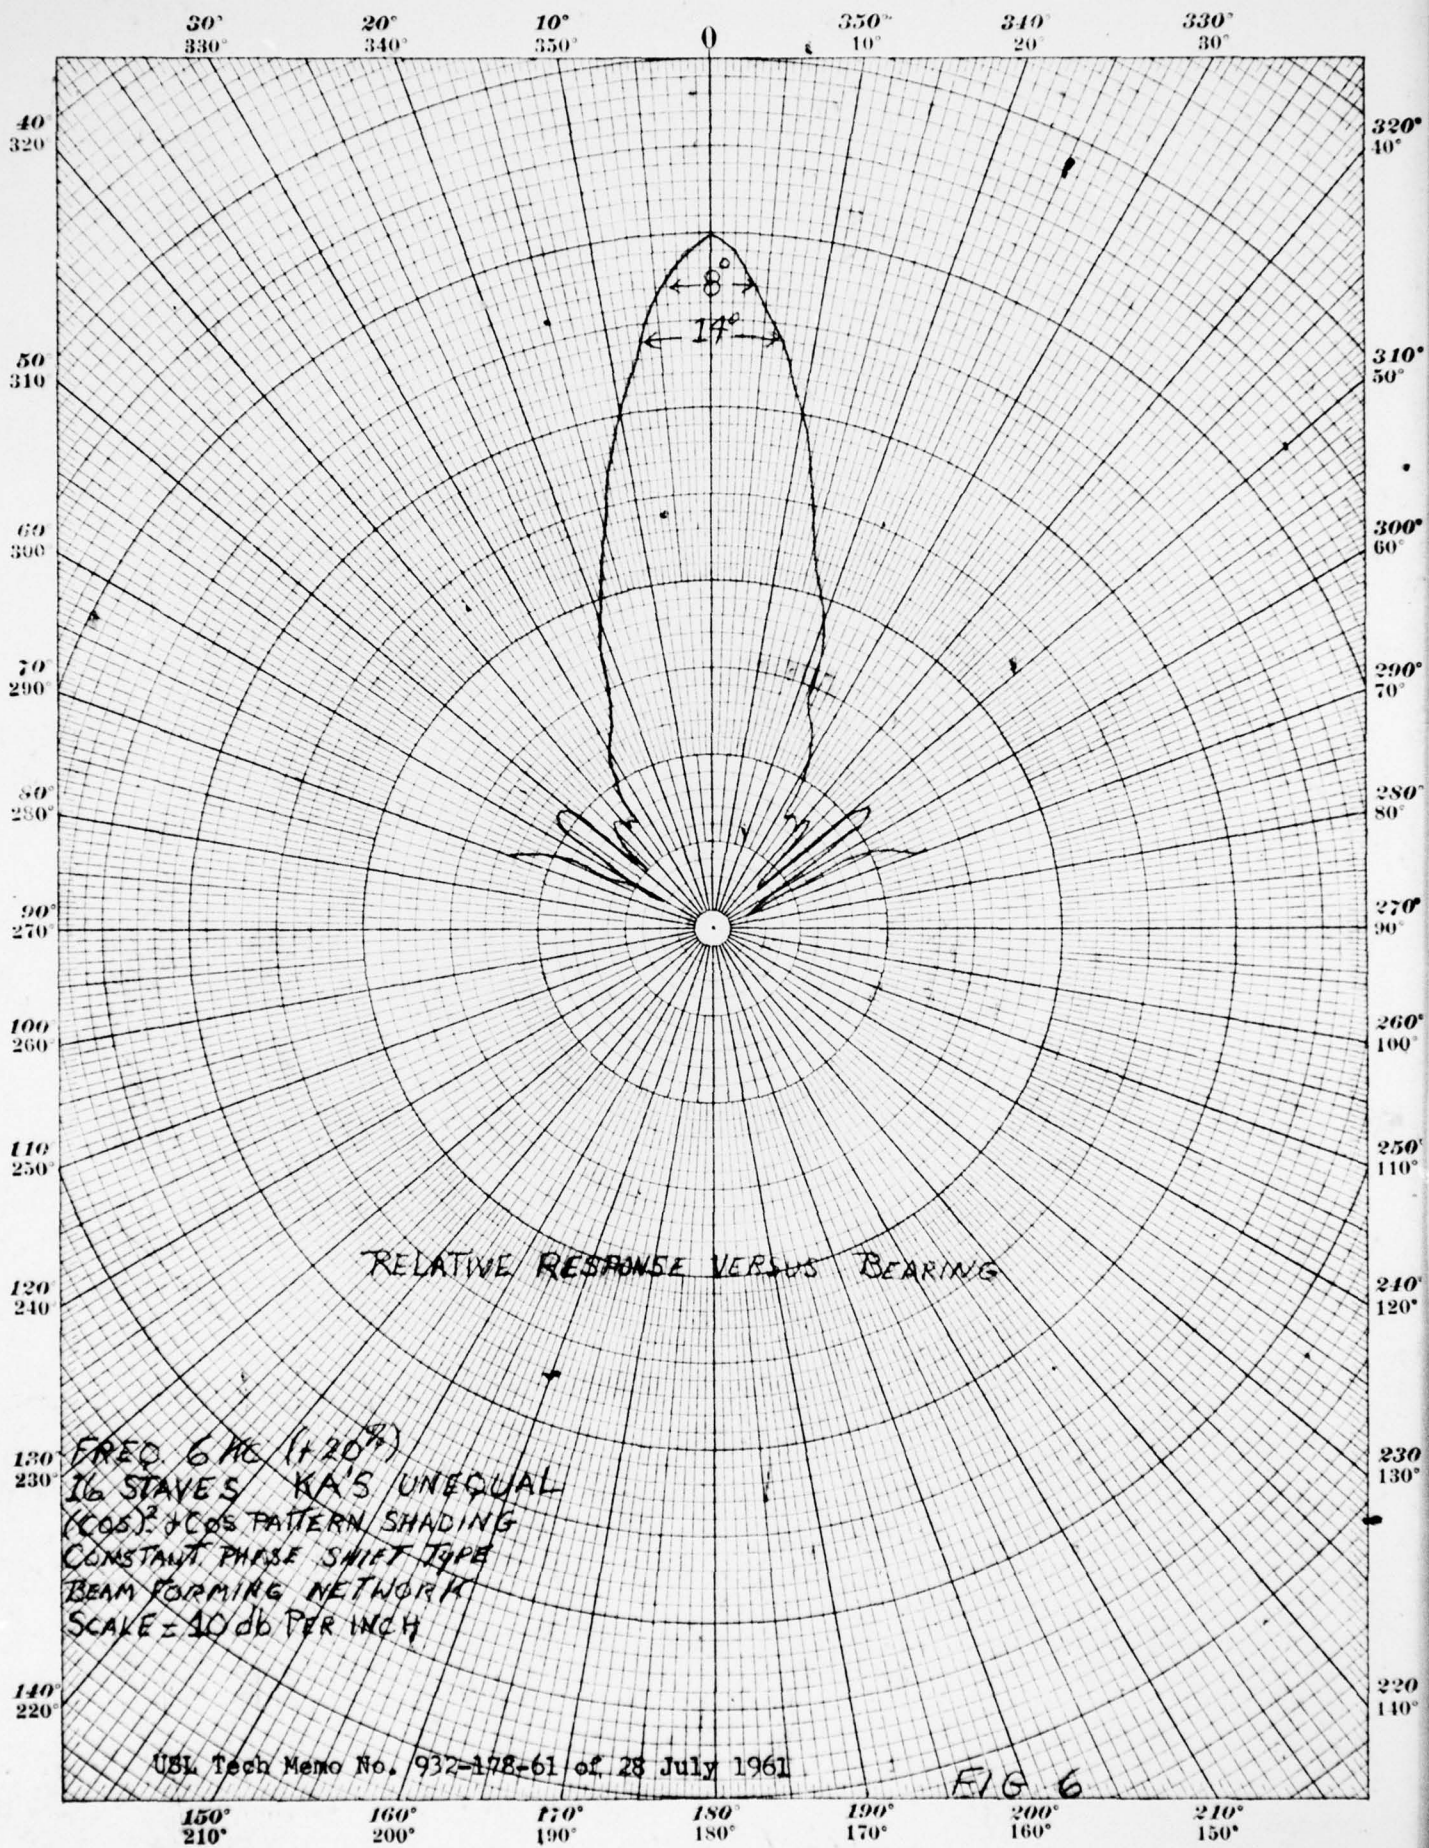 30° 20° 10° 0 350° 340° 330°
330° 340° 350° 10° 20° 30°
40 320°
320 40°
50 310°
310 50°
60 300°
300 60°
70 290°
290° 70°
80° 280°
280° 80°
8°
14°
90° 270°
270° 90°
100 260°
260° 100°
110 250°
250° 110°
RELATIVE RESPONSE VERSUS BEARING
120 240°
240 120°
FREQ. 6 KC (+20%)
130 230
230° 130°
16 STAVES KA'S UNEQUAL
(COS)² + COS PATTERN SHADING
CONSTANT PHASE SHIFT TYPE
BEAM FORMING NETWORK
SCALE = 10 db PER INCH
140° 220
220° 140°
USL Tech Memo No. 932-178-61 of 28 July 1961
FIG 6
150° 160° 170° 180° 190° 200° 210°
210° 200° 190° 180° 170° 160° 150°